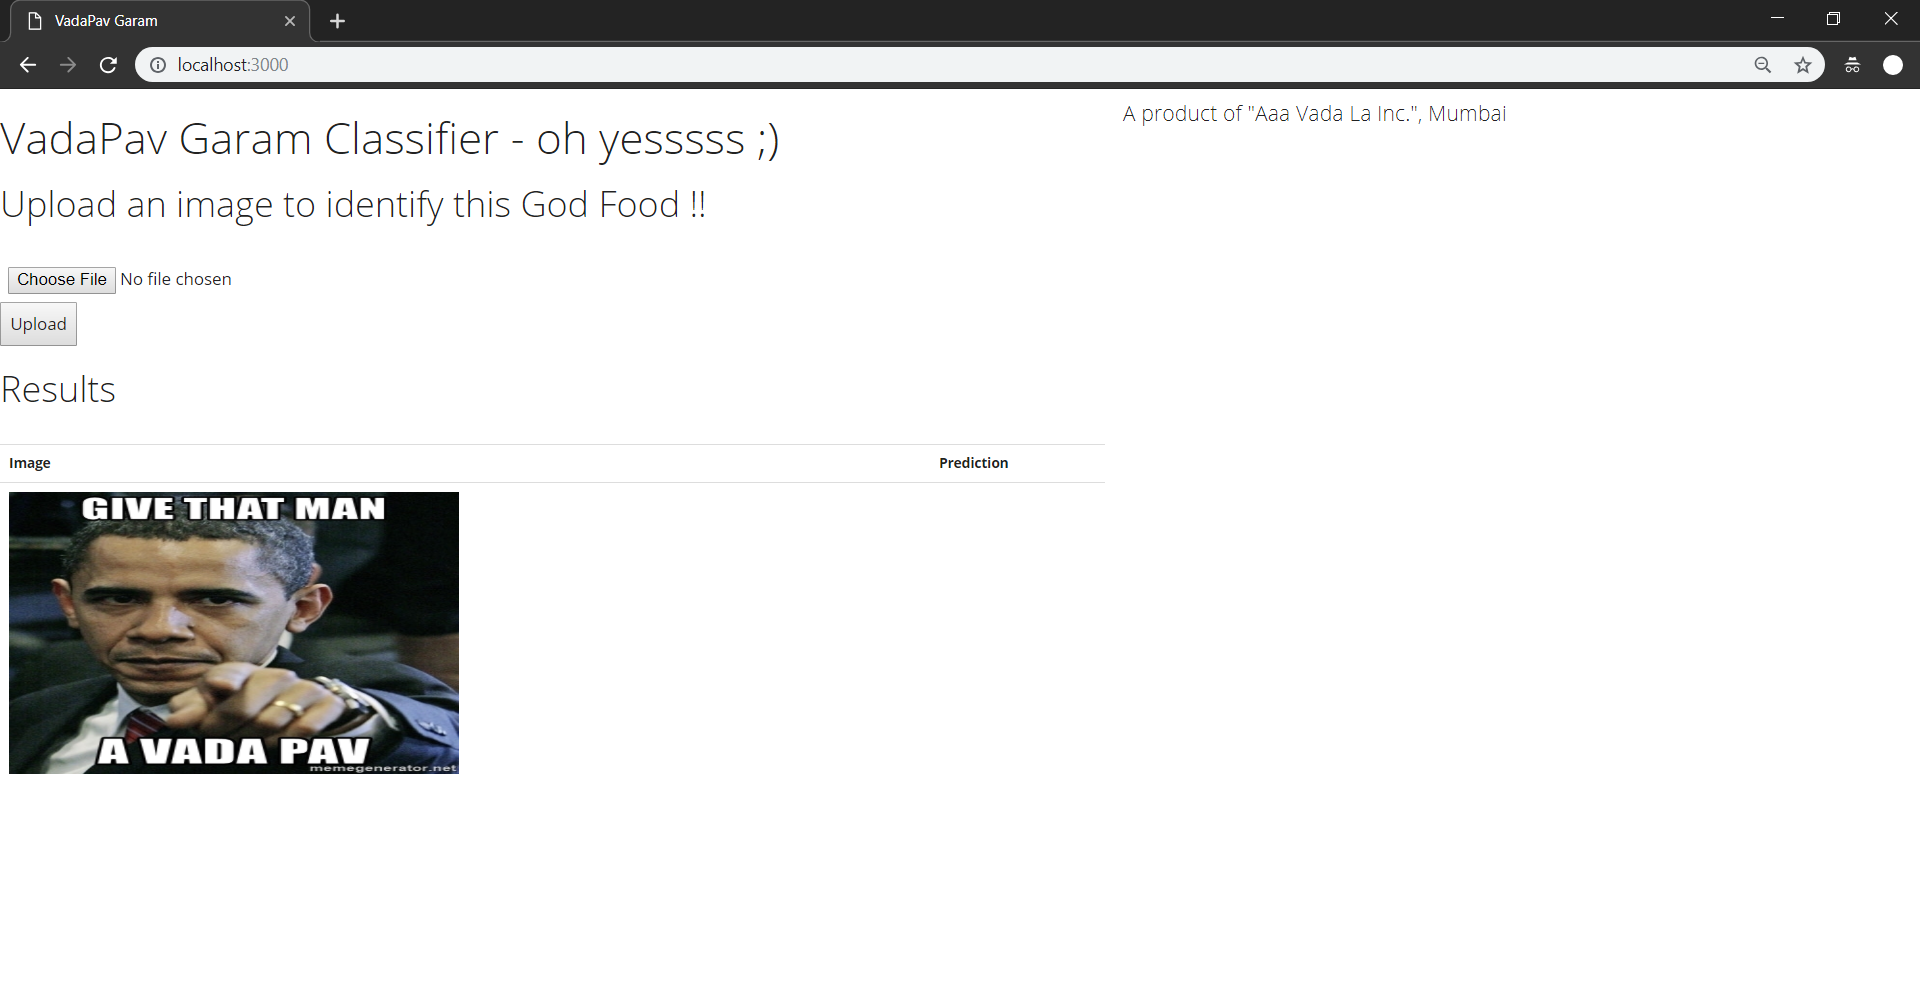 VadaPav Garam
localhost:3000
VadaPav Garam Classifier - oh yesssss ;)
A product of "Aaa Vada La Inc.", Mumbai
Upload an image to identify this God Food !!
Choose File No file chosen
Upload
Results
Image Prediction
GIVE THAT MAN
A VADA PAV
memegenerator.net